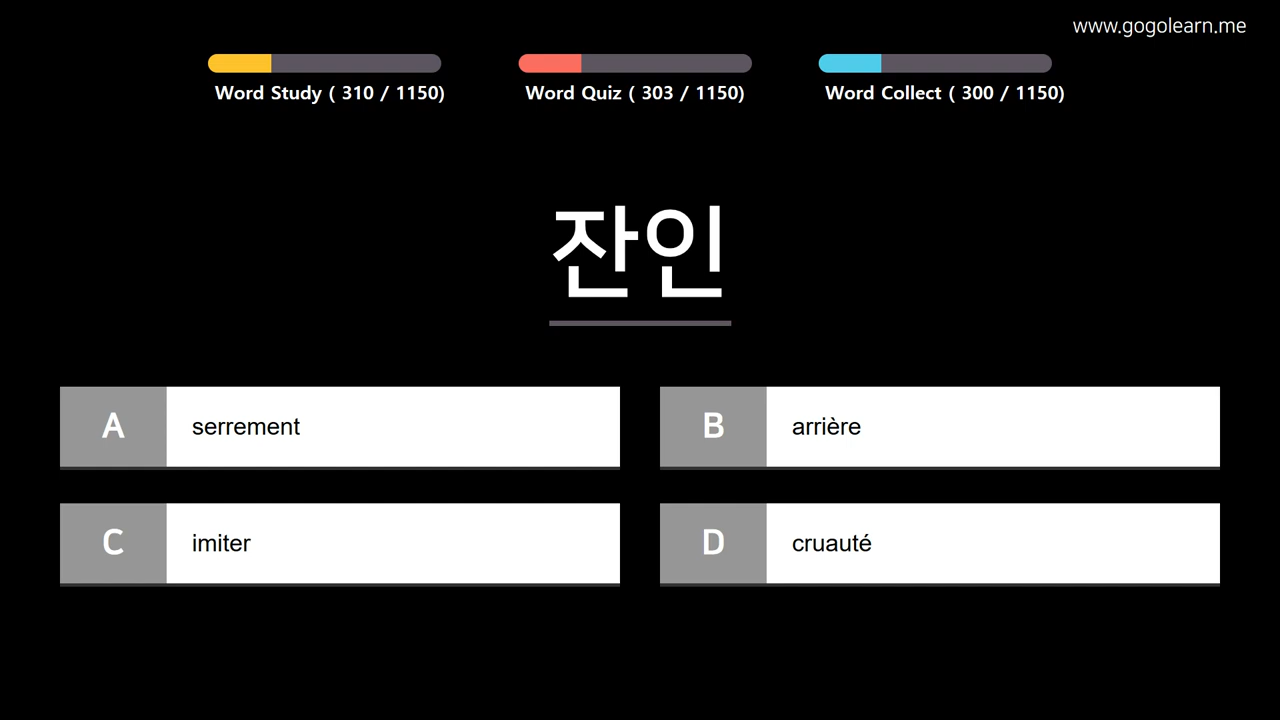 www.gogolearn.me
Word Study ( 310 / 1150)
Word Quiz ( 303 / 1150)
Word Collect ( 300 / 1150)
잔인
A serrement
B arrière
C imiter
D cruauté